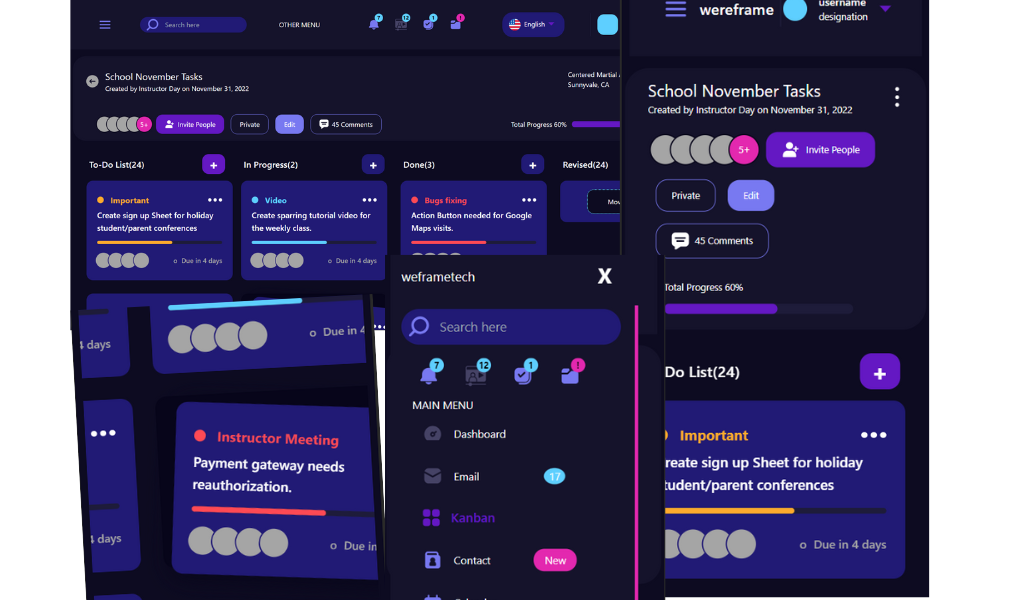 Search here
OTHER MENU
7
12
1
!
English
School November Tasks
Created by Instructor Day on November 31, 2022
Centered Martial
Sunnyvale, CA
5+
Invite People
Private
Edit
45 Comments
Total Progress 60%
To-Do List(24)
+
In Progress(2)
+
Done(3)
+
Revised(24)
Important
Create sign up Sheet for holiday
student/parent conferences
Due in 4 days
Video
Create sparring tutorial video for
the weekly class.
Due in 4 days
Bugs fixing
Action Button needed for Google
Maps visits.
Mov
wereframe
username
designation
School November Tasks
Created by Instructor Day on November 31, 2022
5+
Invite People
Private
Edit
45 Comments
Total Progress 60%
Do List(24)
+
Important
reate sign up Sheet for holiday
tudent/parent conferences
Due in 4 days
4 days
Due in 4
Instructor Meeting
Payment gateway needs
reauthorization.
4 days
Due in
weframetech
X
Search here
7
12
1
!
MAIN MENU
Dashboard
Email
17
Kanban
Contact
New